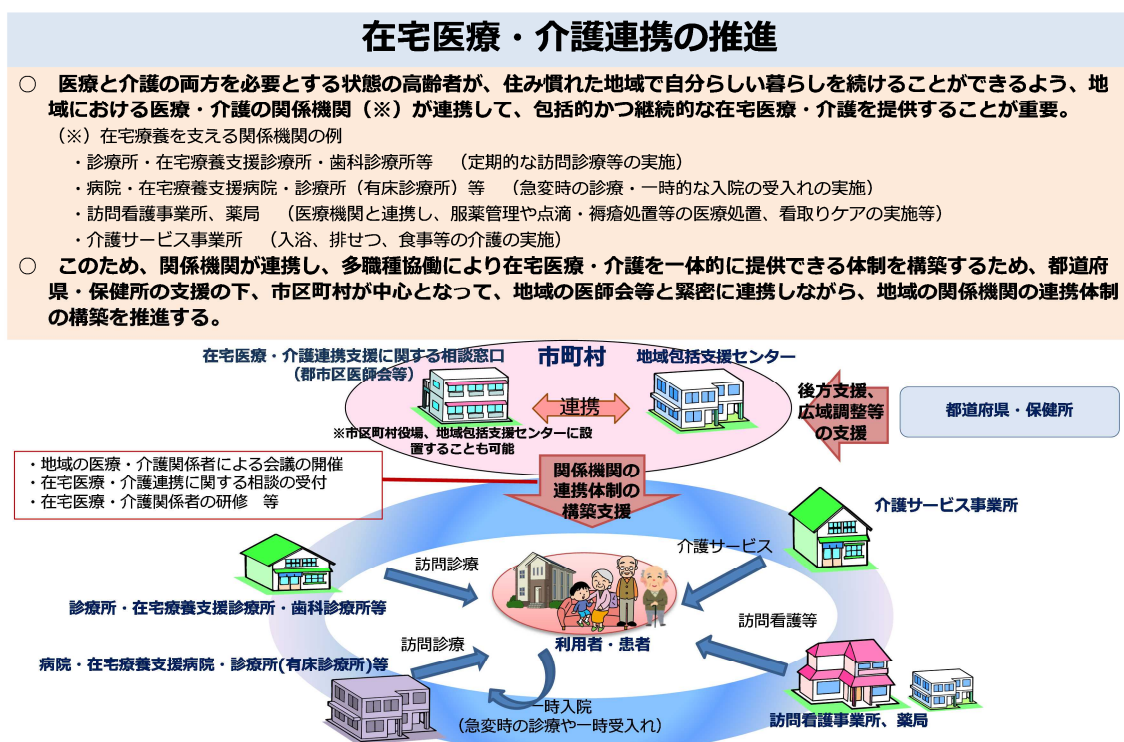 在宅医療・介護連携の推進
○　医療と介護の両方を必要とする状態の高齢者が、住み慣れた地域で自分らしい暮らしを続けることができるよう、地
域における医療・介護の関係機関（※）が連携して、包括的かつ継続的な在宅医療・介護を提供することが重要。
（※）在宅療養を支える関係機関の例
・診療所・在宅療養支援診療所・歯科診療所等　（定期的な訪問診療等の実施）
・病院・在宅療養支援病院・診療所（有床診療所）等　（急変時の診療・一時的な入院の受入れの実施）
・訪問看護事業所、薬局　（医療機関と連携し、服薬管理や点滴・褥瘡処置等の医療処置、看取りケアの実施等）
・介護サービス事業所　（入浴、排せつ、食事等の介護の実施）
○　このため、関係機関が連携し、多職種協働により在宅医療・介護を一体的に提供できる体制を構築するため、都道府
県・保健所の支援の下、市区町村が中心となって、地域の医師会等と緊密に連携しながら、地域の関係機関の連携体制
の構築を推進する。
在宅医療・介護連携支援に関する相談窓口
（郡市区医師会等）
市町村
地域包括支援センター
連携
※市区町村役場、地域包括支援センターに設
置することも可能
後方支援、
広域調整等
の支援
都道府県・保健所
・地域の医療・介護関係者による会議の開催
・在宅医療・介護連携に関する相談の受付
・在宅医療・介護関係者の研修　等
関係機関の
連携体制の
構築支援
介護サービス事業所
訪問診療
介護サービス
診療所・在宅療養支援診療所・歯科診療所等
訪問看護等
利用者・患者
訪問診療
病院・在宅療養支援病院・診療所(有床診療所)等
一時入院
（急変時の診療や一時受入れ）
訪問看護事業所、薬局